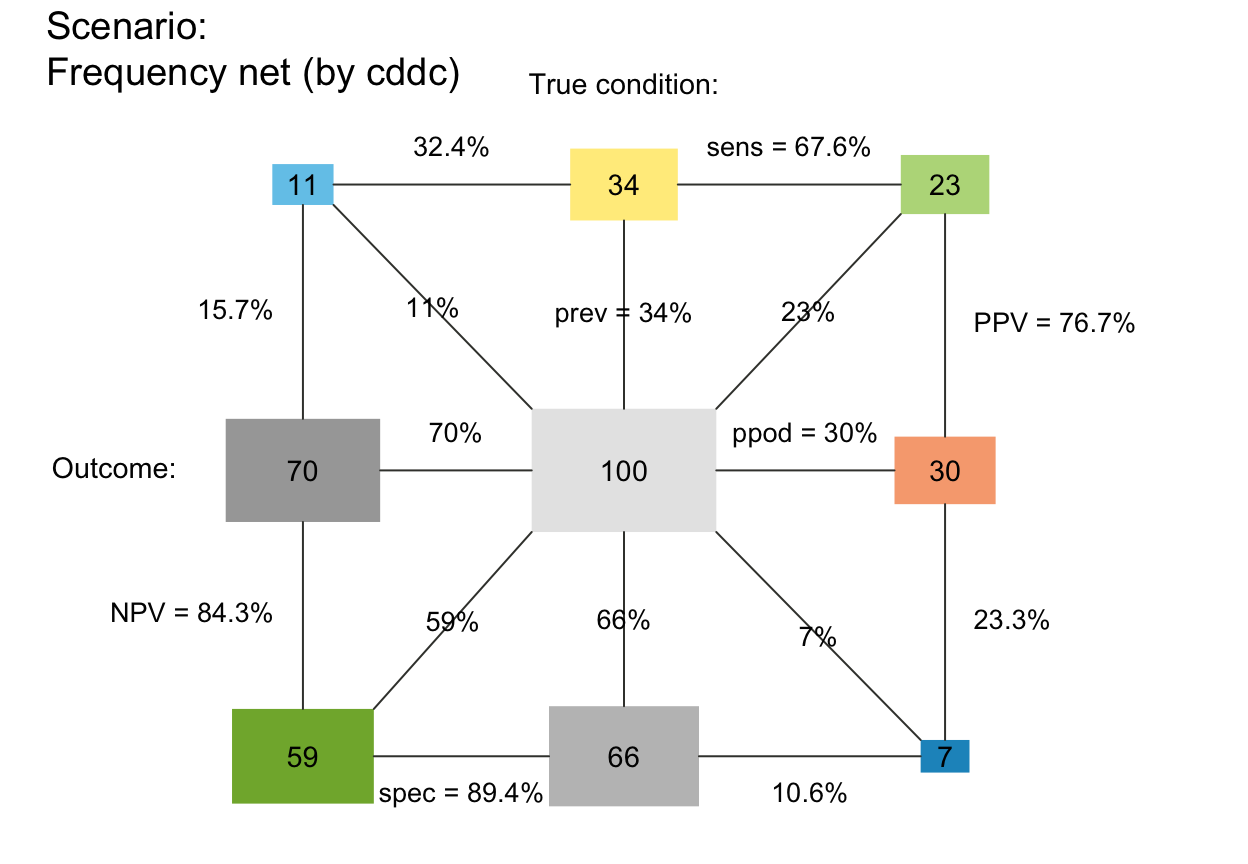 Scenario:
Frequency net (by cddc)
True condition:
32.4%
sens = 67.6%
11
34
23
15.7%
11%
prev = 34%
23%
PPV = 76.7%
70%
ppod = 30%
Outcome:
70
100
30
NPV = 84.3%
59%
66%
7%
23.3%
59
66
7
spec = 89.4%
10.6%